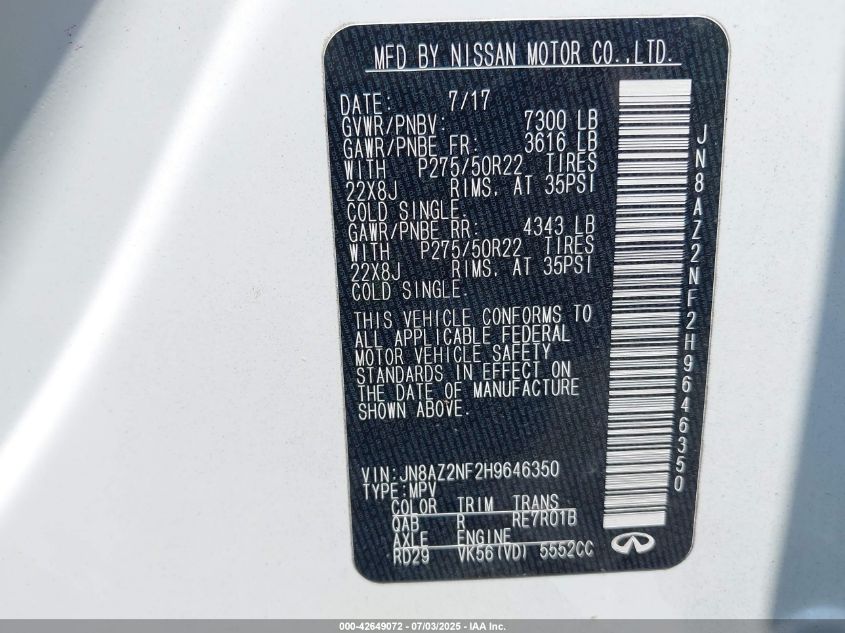 MFD BY NISSAN MOTOR CO.,LTD.
DATE: 7/17
GVWR/PNBV: 7300 LB
GAWR/PNBE FR: 3616 LB
WITH P275/50R22 TIRES
22X8J RIMS, AT 35PSI
COLD SINGLE.
GAWR/PNBE RR: 4343 LB
WITH P275/50R22 TIRES
22X8J RIMS, AT 35PSI
COLD SINGLE.
THIS VEHICLE CONFORMS TO
ALL APPLICABLE FEDERAL
MOTOR VEHICLE SAFETY
STANDARDS IN EFFECT ON
THE DATE OF MANUFACTURE
SHOWN ABOVE.
VIN:JN8AZ2NF2H9646350
TYPE:MPV
COLOR TRIM TRANS
QAB R RE7R01B
AXLE ENGINE
RD29 VK56(VD) 5552CC
JN8AZ2NF2H9646350
000-42649072 - 07/03/2025 - IAA Inc.